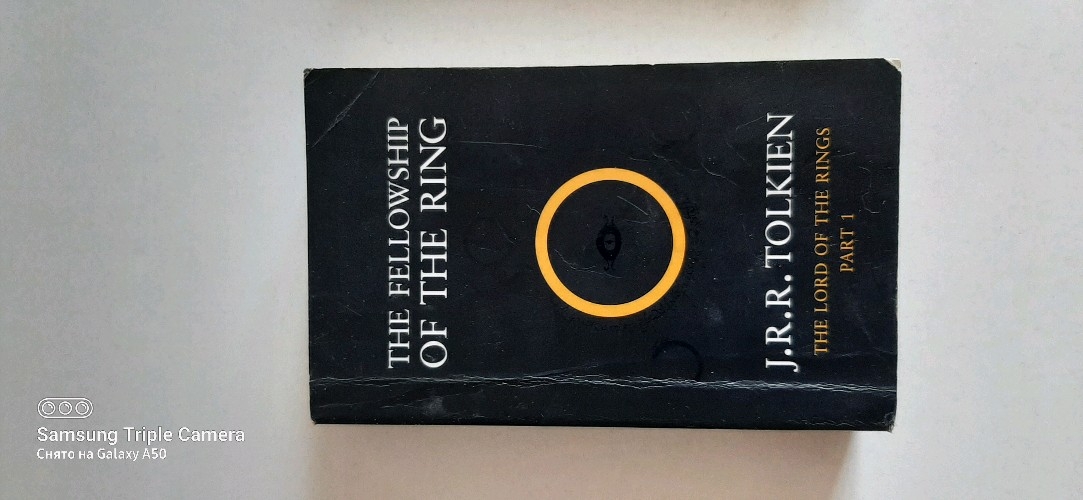 THE FELLOWSHIP
OF THE RING
J.R.R. TOLKIEN
THE LORD OF THE RINGS
PART 1
Samsung Triple Camera
Снято на Galaxy A50